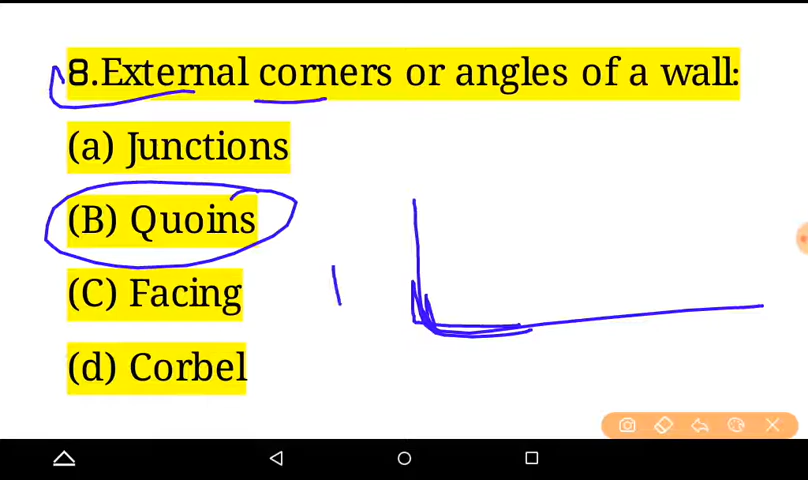 8.External corners or angles of a wall:
(a) Junctions
(B) Quoins
(C) Facing
(d) Corbel